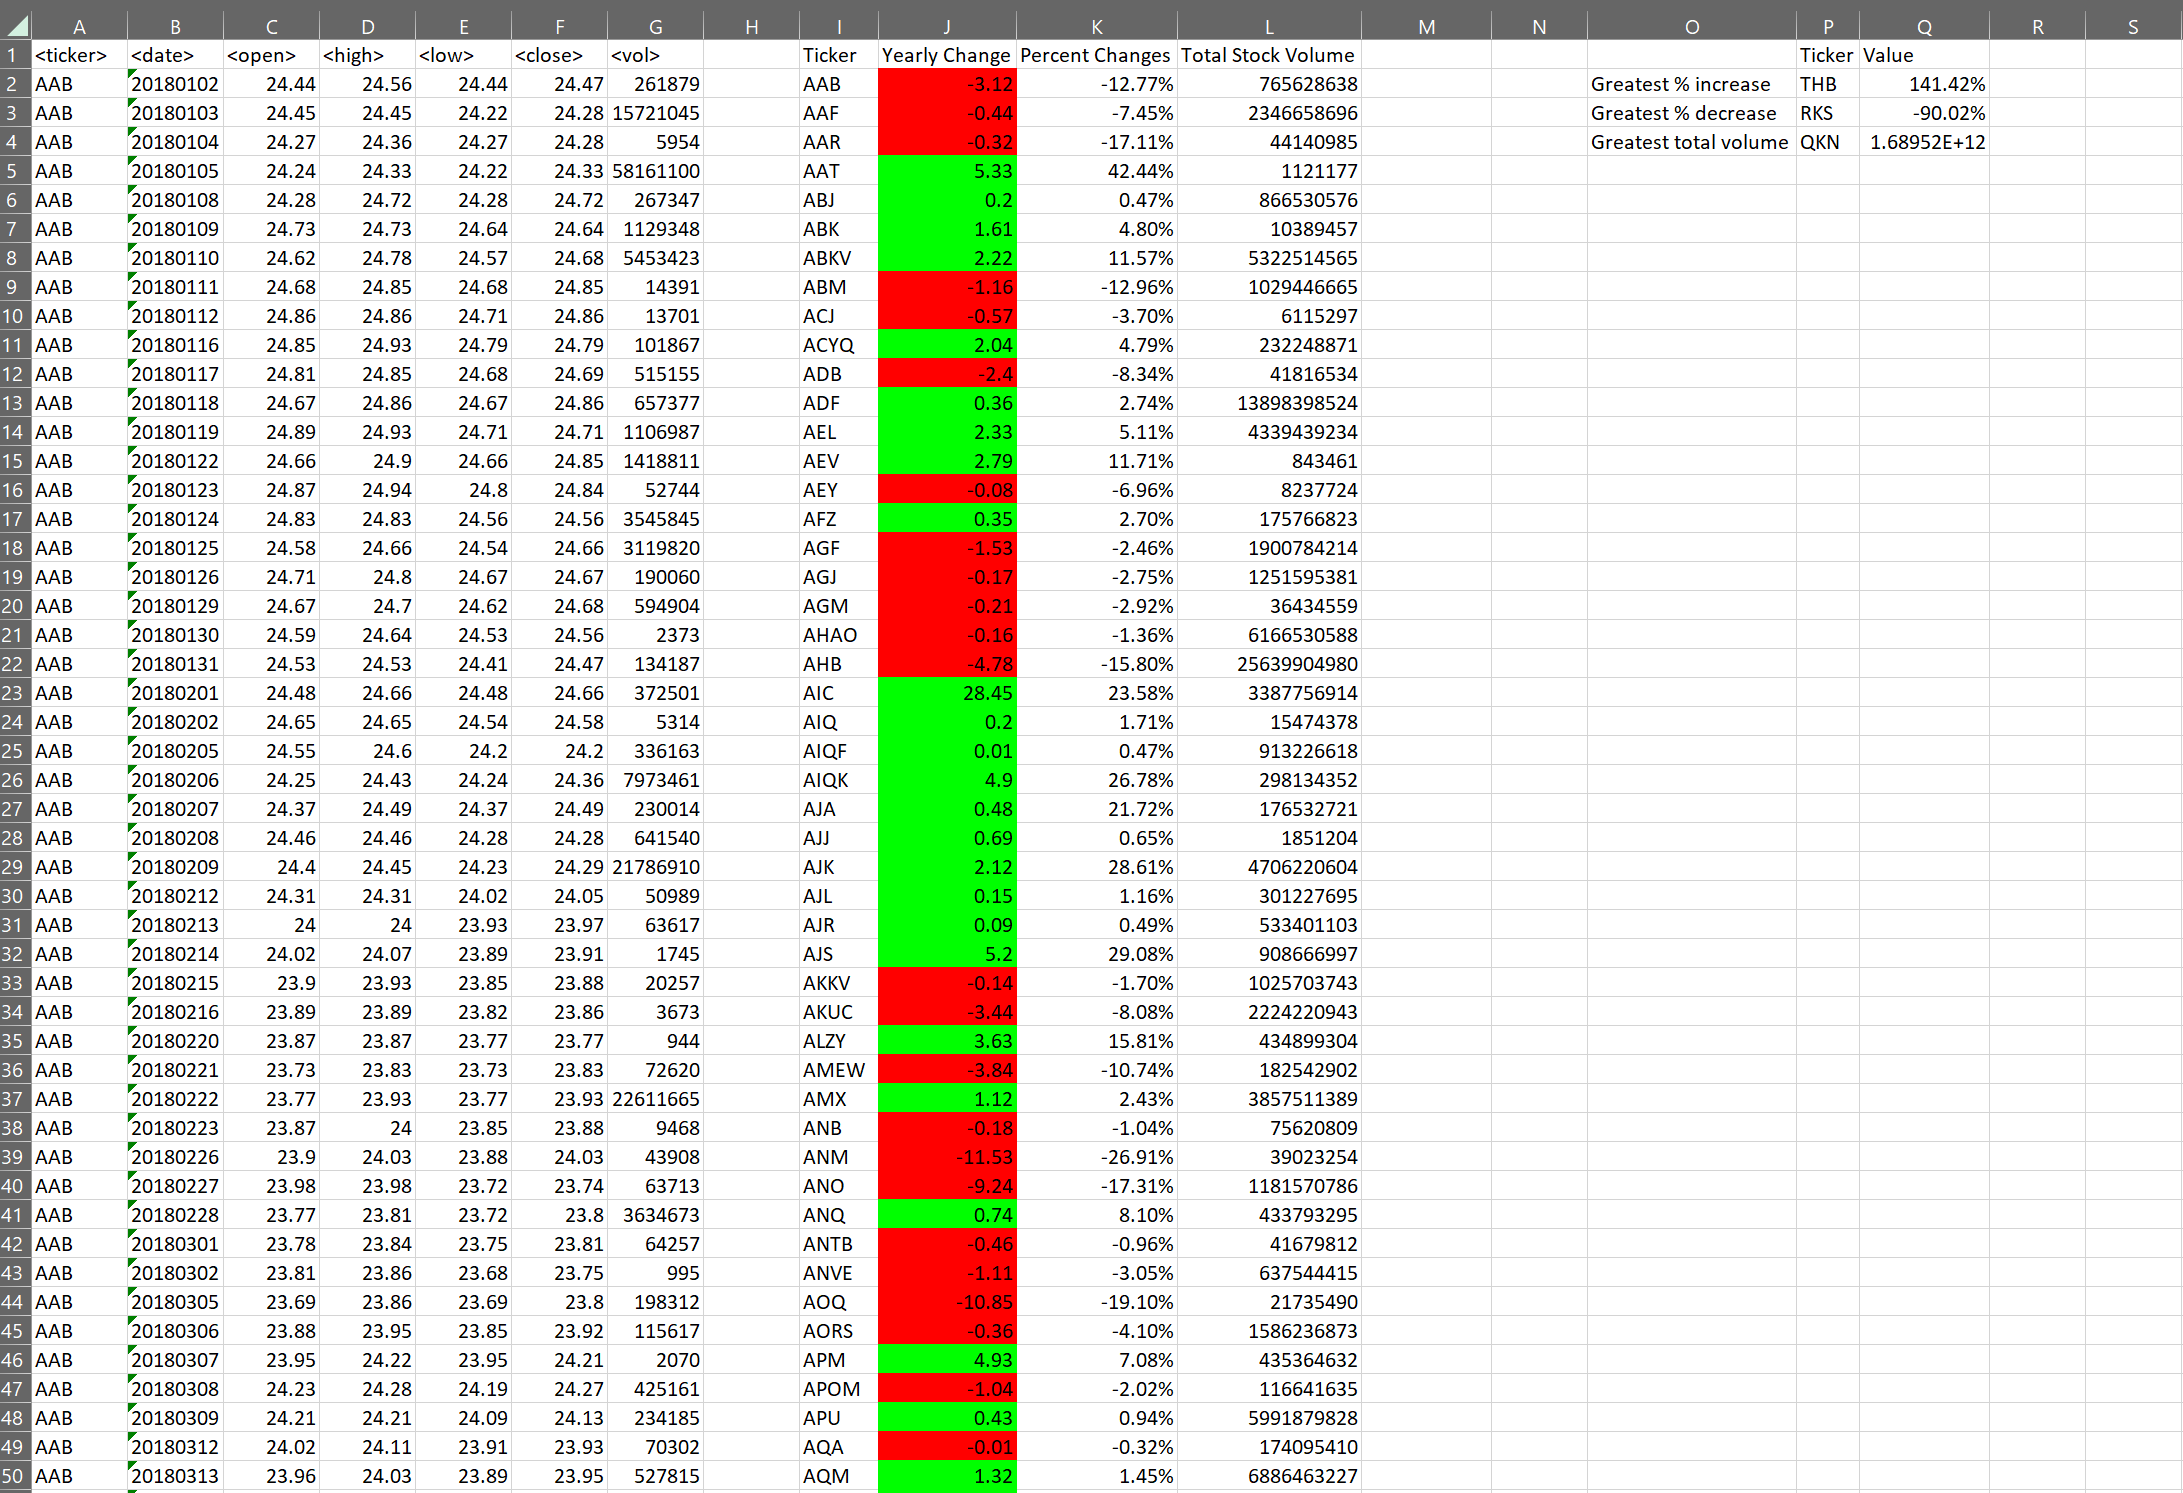 A B C D E F G H I J K L M N O P Q R S
1 <ticker> <date> <open> <high> <low> <close> <vol> Ticker Yearly Change Percent Changes Total Stock Volume Ticker Value
2 AAB 20180102 24.44 24.56 24.44 24.47 261879 AAB -3.12 -12.77% 765628638 Greatest % increase THB 141.42%
3 AAB 20180103 24.45 24.45 24.22 24.28 15721045 AAF -0.44 -7.45% 2346658696 Greatest % decrease RKS -90.02%
4 AAB 20180104 24.27 24.36 24.27 24.28 5954 AAR -0.32 -17.11% 44140985 Greatest total volume QKN 1.68952E+12
5 AAB 20180105 24.24 24.33 24.22 24.33 58161100 AAT 5.33 42.44% 1121177
6 AAB 20180108 24.28 24.72 24.28 24.72 267347 ABJ 0.2 0.47% 866530576
7 AAB 20180109 24.73 24.73 24.64 24.64 1129348 ABK 1.61 4.80% 10389457
8 AAB 20180110 24.62 24.78 24.57 24.68 5453423 ABKV 2.22 11.57% 5322514565
9 AAB 20180111 24.68 24.85 24.68 24.85 14391 ABM -1.16 -12.96% 1029446665
10 AAB 20180112 24.86 24.86 24.71 24.86 13701 ACJ -0.57 -3.70% 6115297
11 AAB 20180116 24.85 24.93 24.79 24.79 101867 ACYQ 2.04 4.79% 232248871
12 AAB 20180117 24.81 24.85 24.68 24.69 515155 ADB -2.4 -8.34% 41816534
13 AAB 20180118 24.67 24.86 24.67 24.86 657377 ADF 0.36 2.74% 13898398524
14 AAB 20180119 24.89 24.93 24.71 24.71 1106987 AEL 2.33 5.11% 4339439234
15 AAB 20180122 24.66 24.9 24.66 24.85 1418811 AEV 2.79 11.71% 843461
16 AAB 20180123 24.87 24.94 24.8 24.84 52744 AEY -0.08 -6.96% 8237724
17 AAB 20180124 24.83 24.83 24.56 24.56 3545845 AFZ 0.35 2.70% 175766823
18 AAB 20180125 24.58 24.66 24.54 24.66 3119820 AGF -1.53 -2.46% 1900784214
19 AAB 20180126 24.71 24.8 24.67 24.67 190060 AGJ -0.17 -2.75% 1251595381
20 AAB 20180129 24.67 24.7 24.62 24.68 594904 AGM -0.21 -2.92% 36434559
21 AAB 20180130 24.59 24.64 24.53 24.56 2373 AHAO -0.16 -1.36% 6166530588
22 AAB 20180131 24.53 24.53 24.41 24.47 134187 AHB -4.78 -15.80% 25639904980
23 AAB 20180201 24.48 24.66 24.48 24.66 372501 AIC 28.45 23.58% 3387756914
24 AAB 20180202 24.65 24.65 24.54 24.58 5314 AIQ 0.2 1.71% 15474378
25 AAB 20180205 24.55 24.6 24.2 24.2 336163 AIQF 0.01 0.47% 913226618
26 AAB 20180206 24.25 24.43 24.24 24.36 7973461 AIQK 4.9 26.78% 298134352
27 AAB 20180207 24.37 24.49 24.37 24.49 230014 AJA 0.48 21.72% 176532721
28 AAB 20180208 24.46 24.46 24.28 24.28 641540 AJJ 0.69 0.65% 1851204
29 AAB 20180209 24.4 24.45 24.23 24.29 21786910 AJK 2.12 28.61% 4706220604
30 AAB 20180212 24.31 24.31 24.02 24.05 50989 AJL 0.15 1.16% 301227695
31 AAB 20180213 24 24 23.93 23.97 63617 AJR 0.09 0.49% 533401103
32 AAB 20180214 24.02 24.07 23.89 23.91 1745 AJS 5.2 29.08% 908666997
33 AAB 20180215 23.9 23.93 23.85 23.88 20257 AKKV -0.14 -1.70% 1025703743
34 AAB 20180216 23.89 23.89 23.82 23.86 3673 AKUC -3.44 -8.08% 2224220943
35 AAB 20180220 23.87 23.87 23.77 23.77 944 ALZY 3.63 15.81% 434899304
36 AAB 20180221 23.73 23.83 23.73 23.83 72620 AMEW -3.84 -10.74% 182542902
37 AAB 20180222 23.77 23.93 23.77 23.93 22611665 AMX 1.12 2.43% 3857511389
38 AAB 20180223 23.87 24 23.85 23.88 9468 ANB -0.18 -1.04% 75620809
39 AAB 20180226 23.9 24.03 23.88 24.03 43908 ANM -11.53 -26.91% 39023254
40 AAB 20180227 23.98 23.98 23.72 23.74 63713 ANO -9.24 -17.31% 1181570786
41 AAB 20180228 23.77 23.81 23.72 23.8 3634673 ANQ 0.74 8.10% 433793295
42 AAB 20180301 23.78 23.84 23.75 23.81 64257 ANTB -0.46 -0.96% 41679812
43 AAB 20180302 23.81 23.86 23.68 23.75 995 ANVE -1.11 -3.05% 637544415
44 AAB 20180305 23.69 23.86 23.69 23.8 198312 AOQ -10.85 -19.10% 21735490
45 AAB 20180306 23.88 23.95 23.85 23.92 115617 AORS -0.36 -4.10% 1586236873
46 AAB 20180307 23.95 24.22 23.95 24.21 2070 APM 4.93 7.08% 435364632
47 AAB 20180308 24.23 24.28 24.19 24.27 425161 APOM -1.04 -2.02% 116641635
48 AAB 20180309 24.21 24.21 24.09 24.13 234185 APU 0.43 0.94% 5991879828
49 AAB 20180312 24.02 24.11 23.91 23.93 70302 AQA -0.01 -0.32% 174095410
50 AAB 20180313 23.96 24.03 23.89 23.95 527815 AQM 1.32 1.45% 6886463227